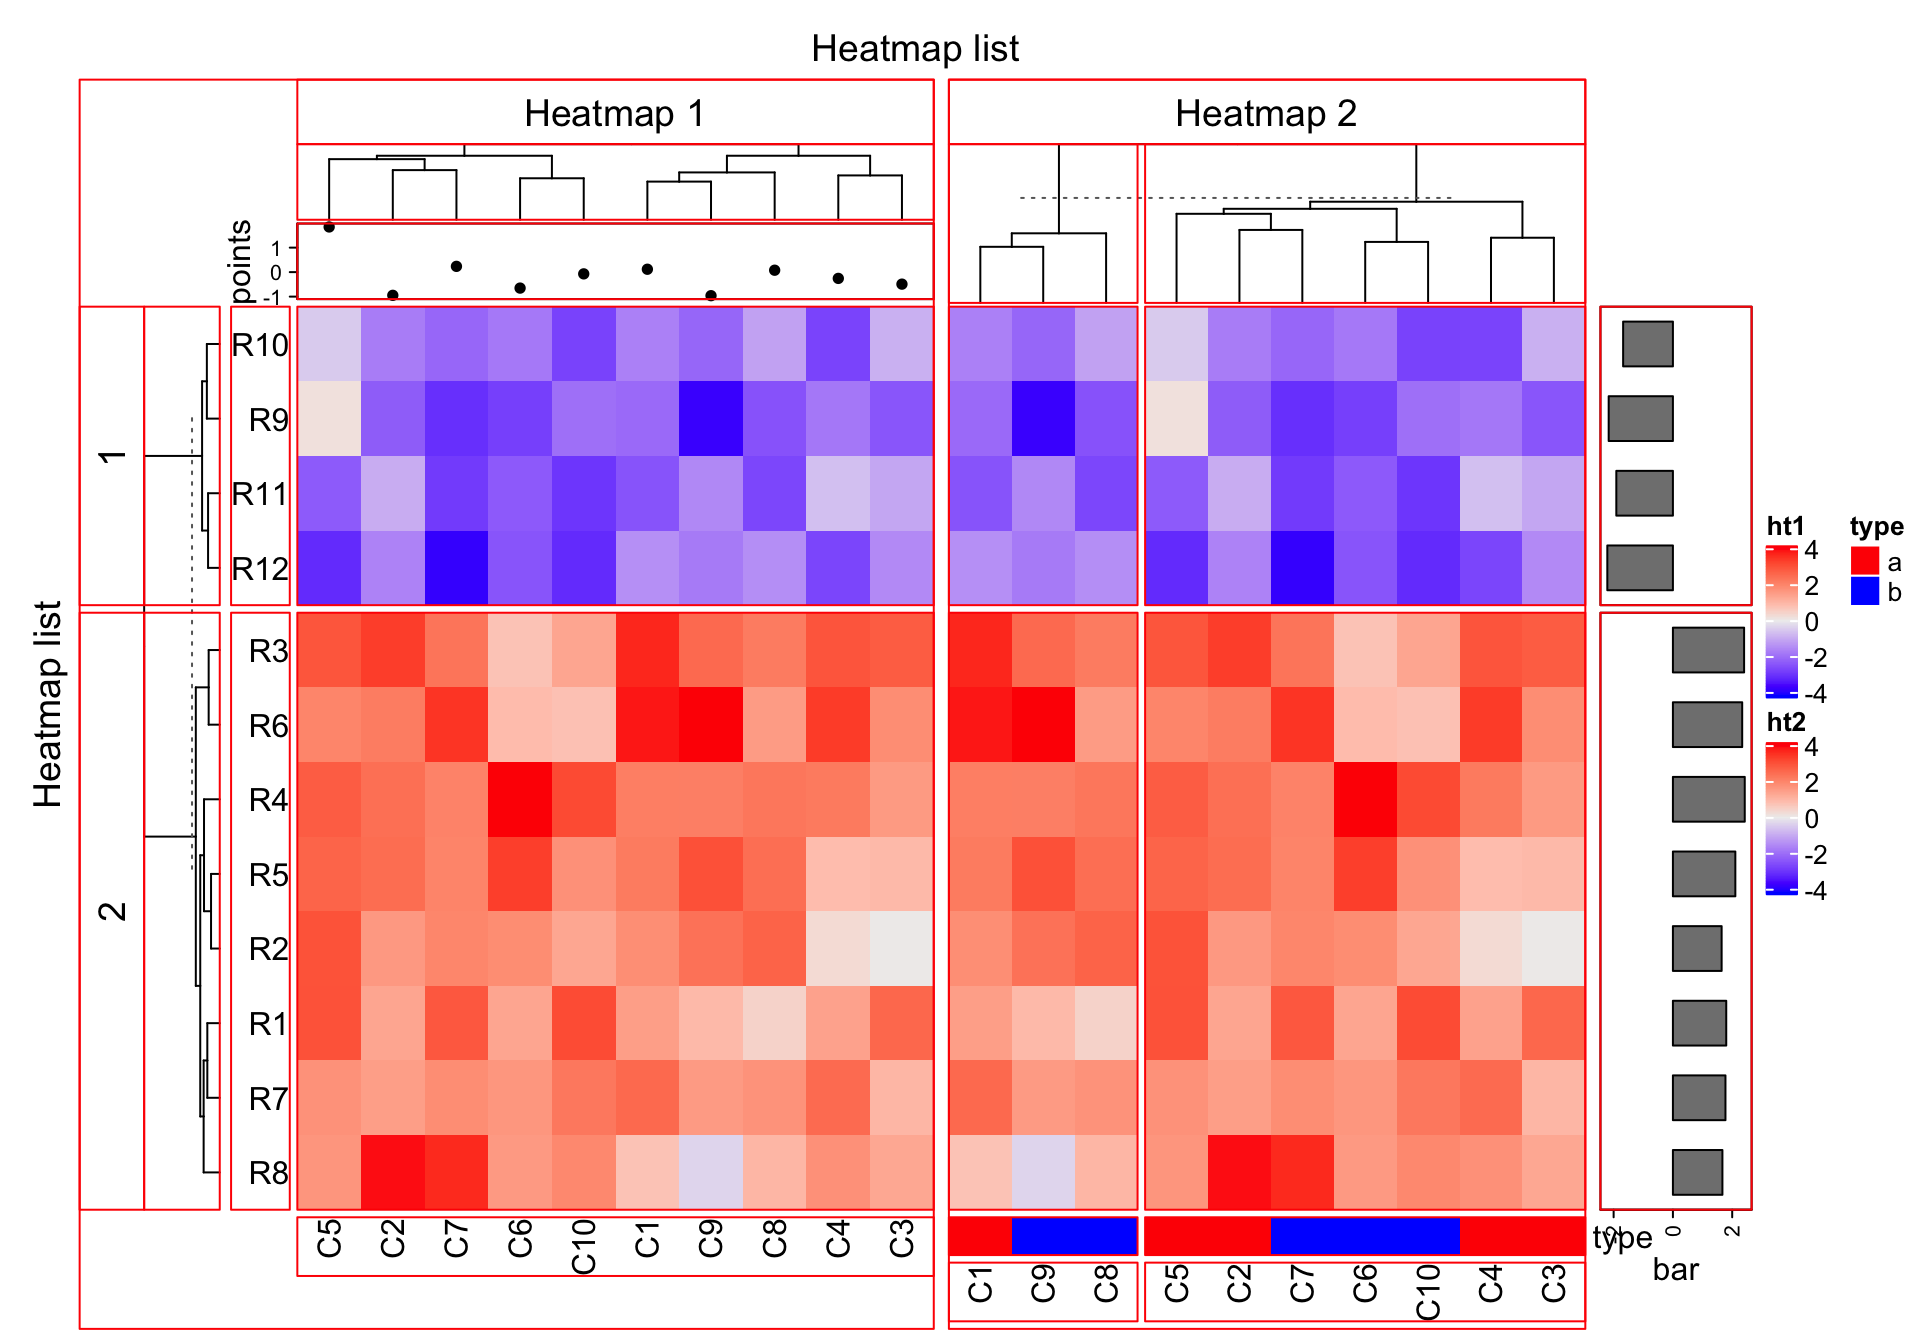 Heatmap list
Heatmap 1
Heatmap 2
points
1
0
-1
Heatmap list
1
2
R10
R9
R11
R12
R3
R6
R4
R5
R2
R1
R7
R8
C5 C2 C7 C6 C10 C1 C9 C8 C4 C3
C1 C9 C8 C5 C2 C7 C6 C10 C4 C3
type
-2 0 2
bar
ht1
4
2
0
-2
-4
type
a
b
ht2
4
2
0
-2
-4